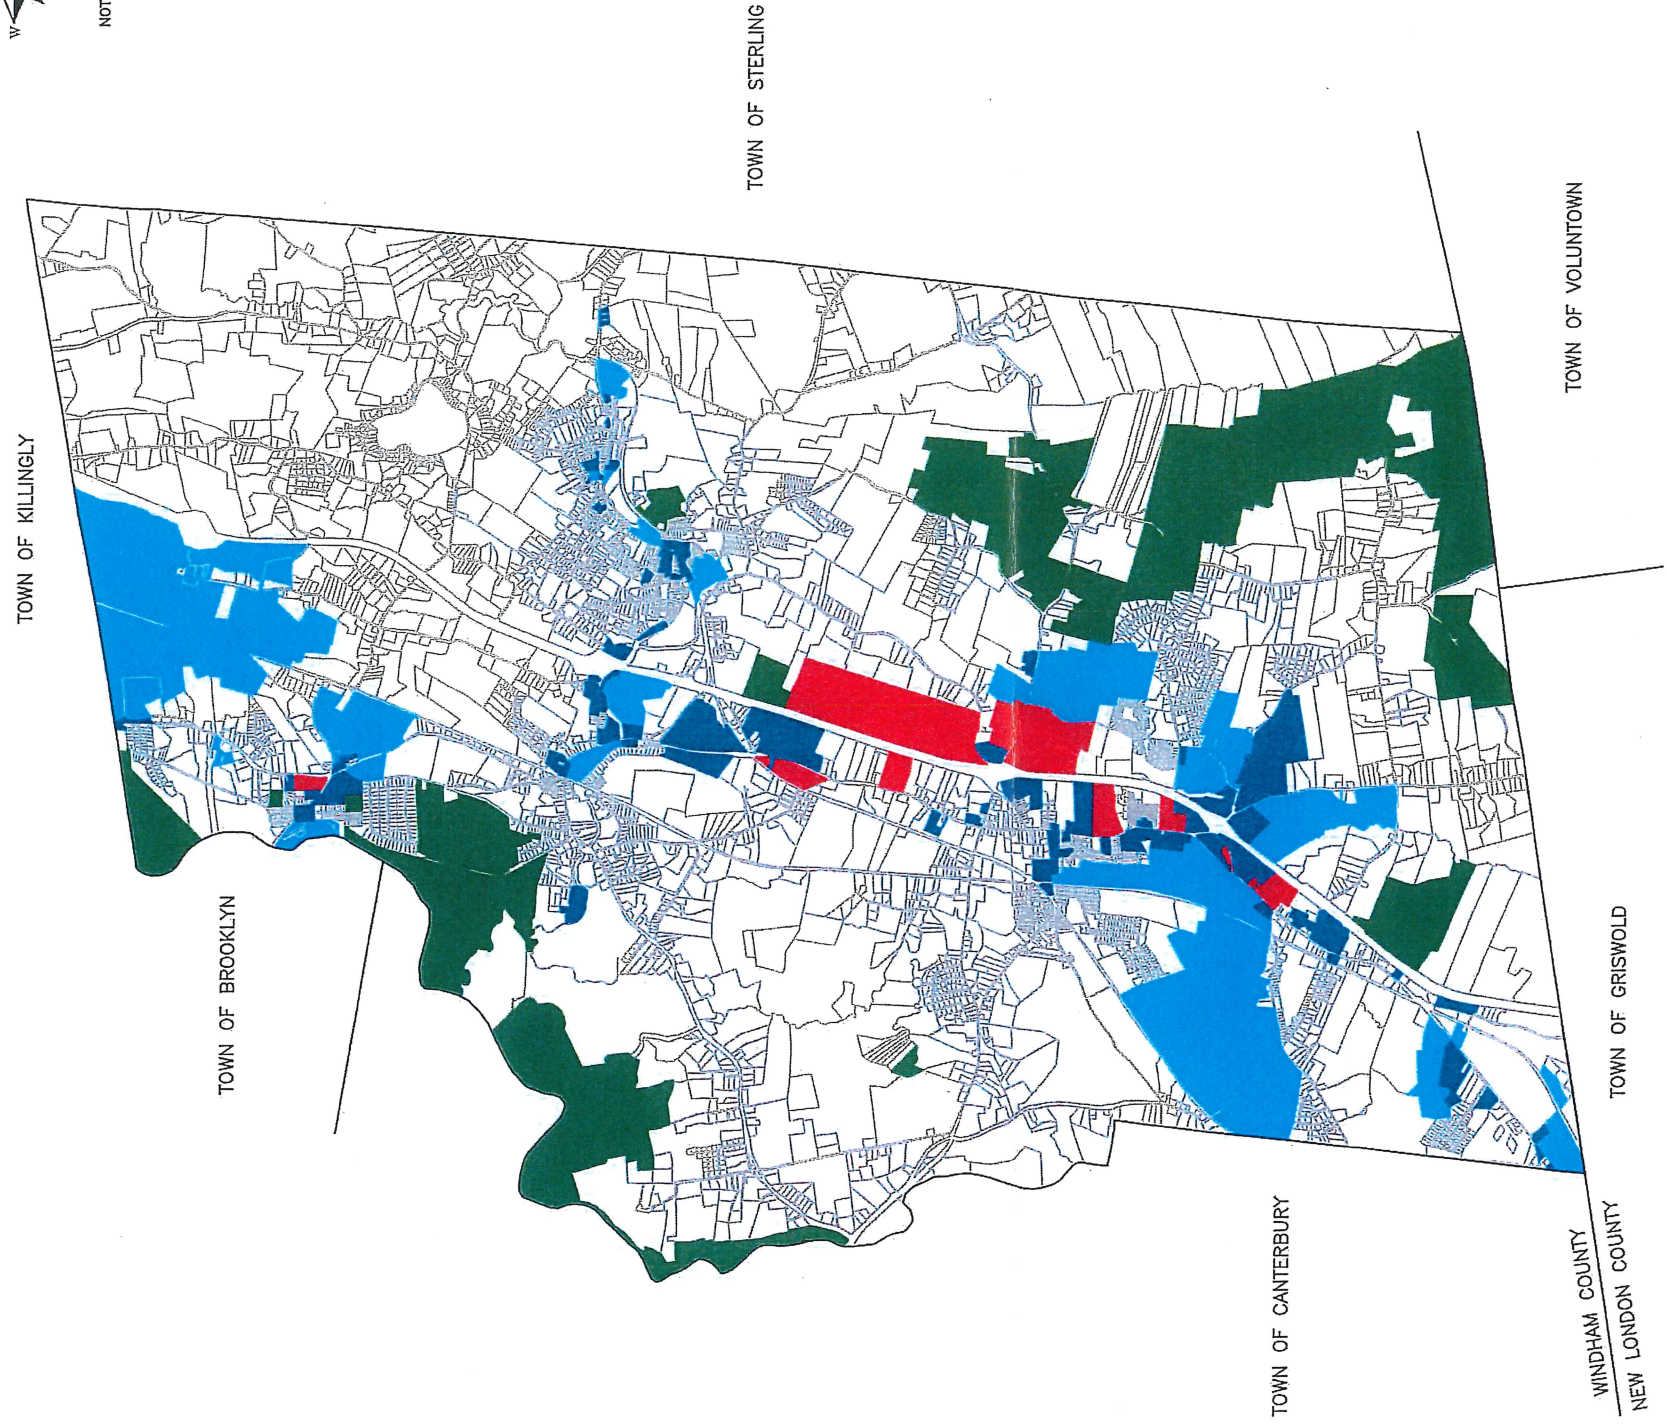 W
NOT
TOWN OF STERLING
TOWN OF KILLINGLY
TOWN OF VOLUNTOWN
TOWN OF BROOKLYN
TOWN OF GRISWOLD
TOWN OF CANTERBURY
WINDHAM COUNTY
NEW LONDON COUNTY